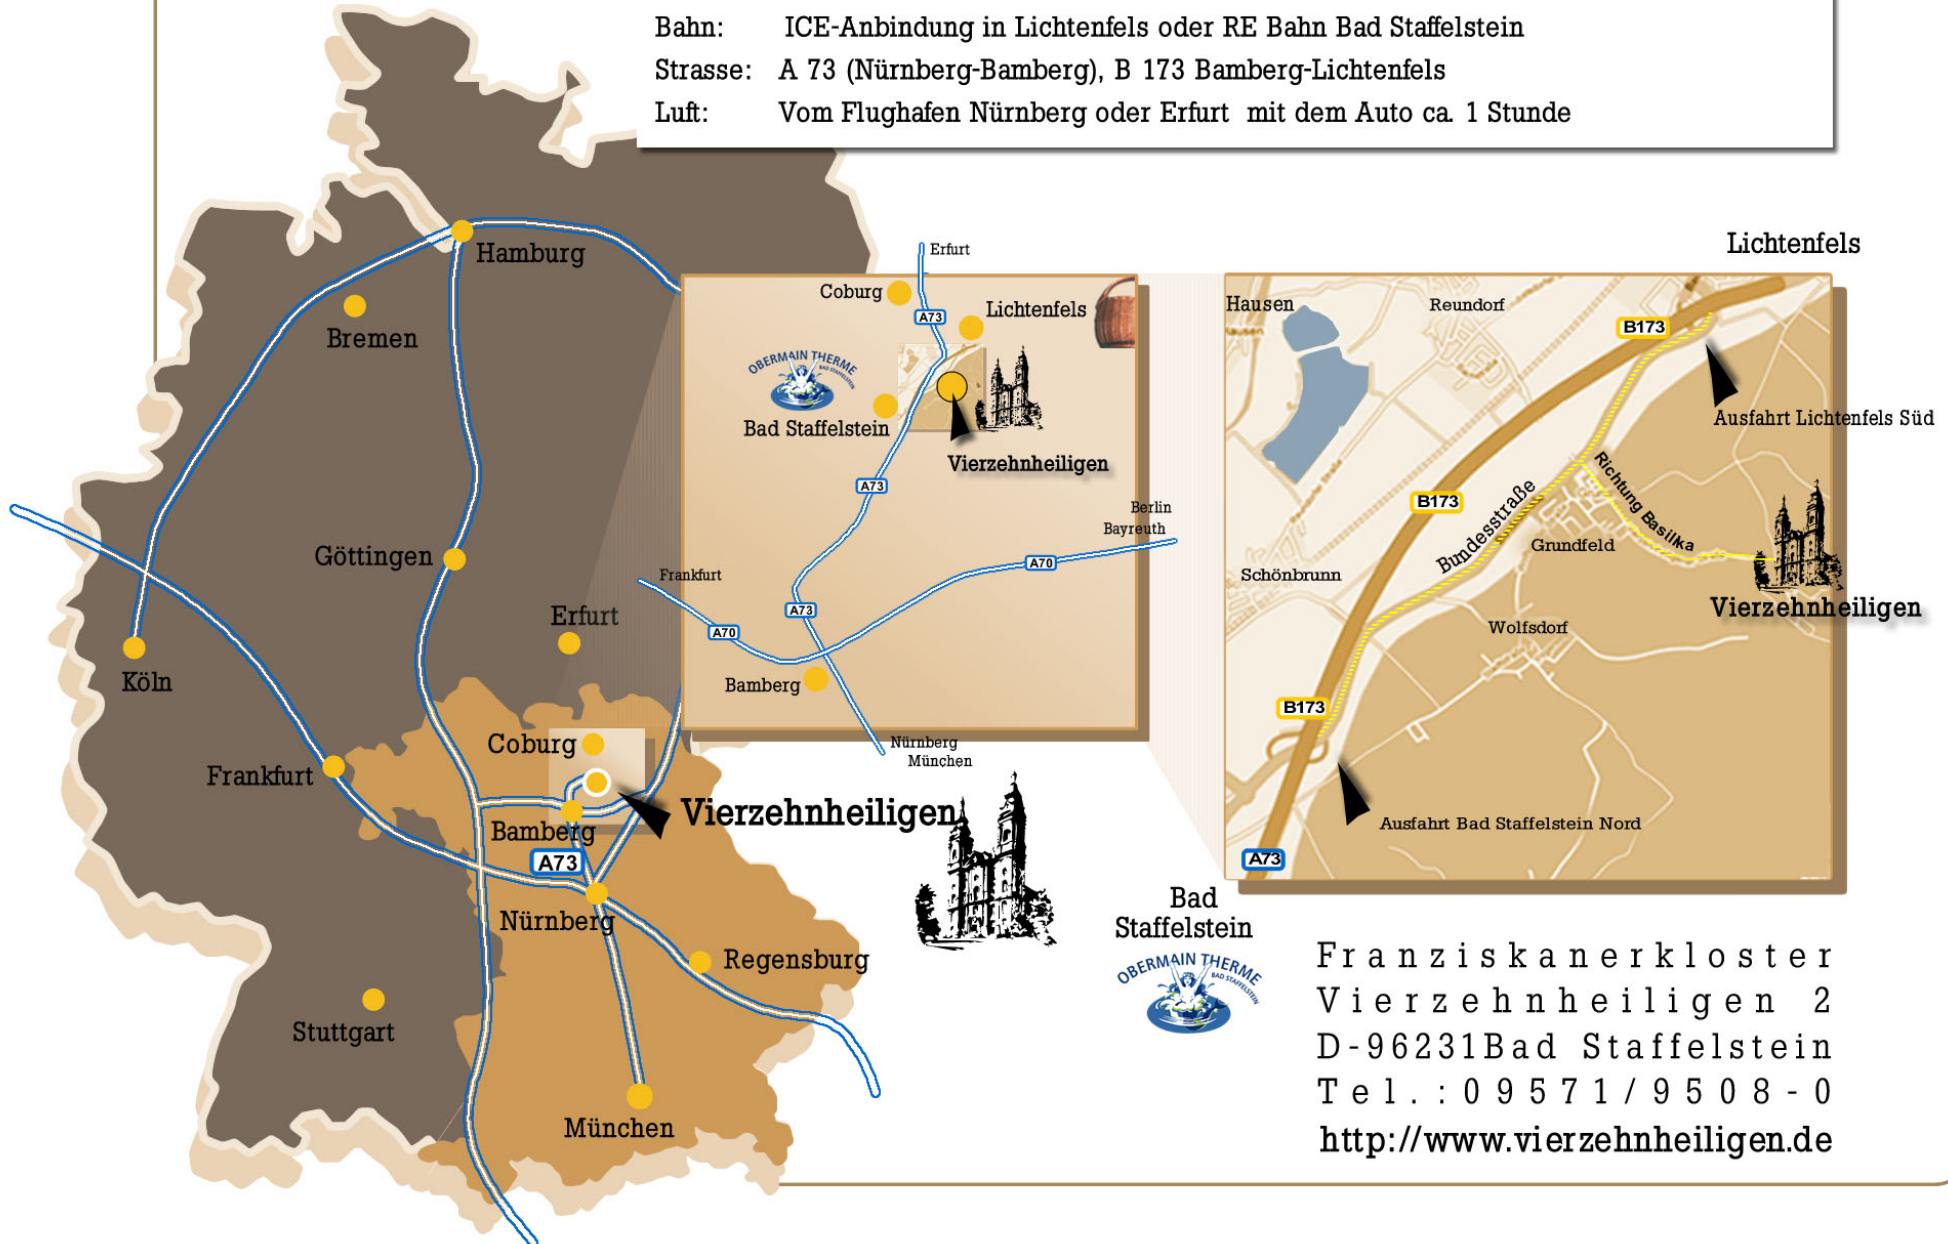 Bahn: ICE-Anbindung in Lichtenfels oder RE Bahn Bad Staffelstein
Strasse: A 73 (Nürnberg-Bamberg), B 173 Bamberg-Lichtenfels
Luft: Vom Flughafen Nürnberg oder Erfurt mit dem Auto ca. 1 Stunde
Hamburg
Bremen
Göttingen
Erfurt
Köln
Coburg
Frankfurt
Vierzehnheiligen
Bamberg
A73
Nürnberg
Regensburg
Stuttgart
München
Erfurt
Coburg
A73
Lichtenfels
OBERMAIN THERME
BAD STAFFELSTEIN
Bad Staffelstein
Vierzehnheiligen
A73
Berlin
Bayreuth
A70
Frankfurt
A73
A70
Bamberg
Nürnberg
München
Lichtenfels
Hausen
Reundorf
B173
Ausfahrt Lichtenfels Süd
Richtung Basilika
B173
Bundesstraße
Grundfeld
Schönbrunn
Vierzehnheiligen
Wolfsdorf
B173
Ausfahrt Bad Staffelstein Nord
A73
Bad
Staffelstein
OBERMAIN THERME
BAD STAFFELSTEIN
Franziskanerkloster
Vierzehnheiligen 2
D-96231Bad Staffelstein
Tel.:09571/9508-0
http://www.vierzehnheiligen.de